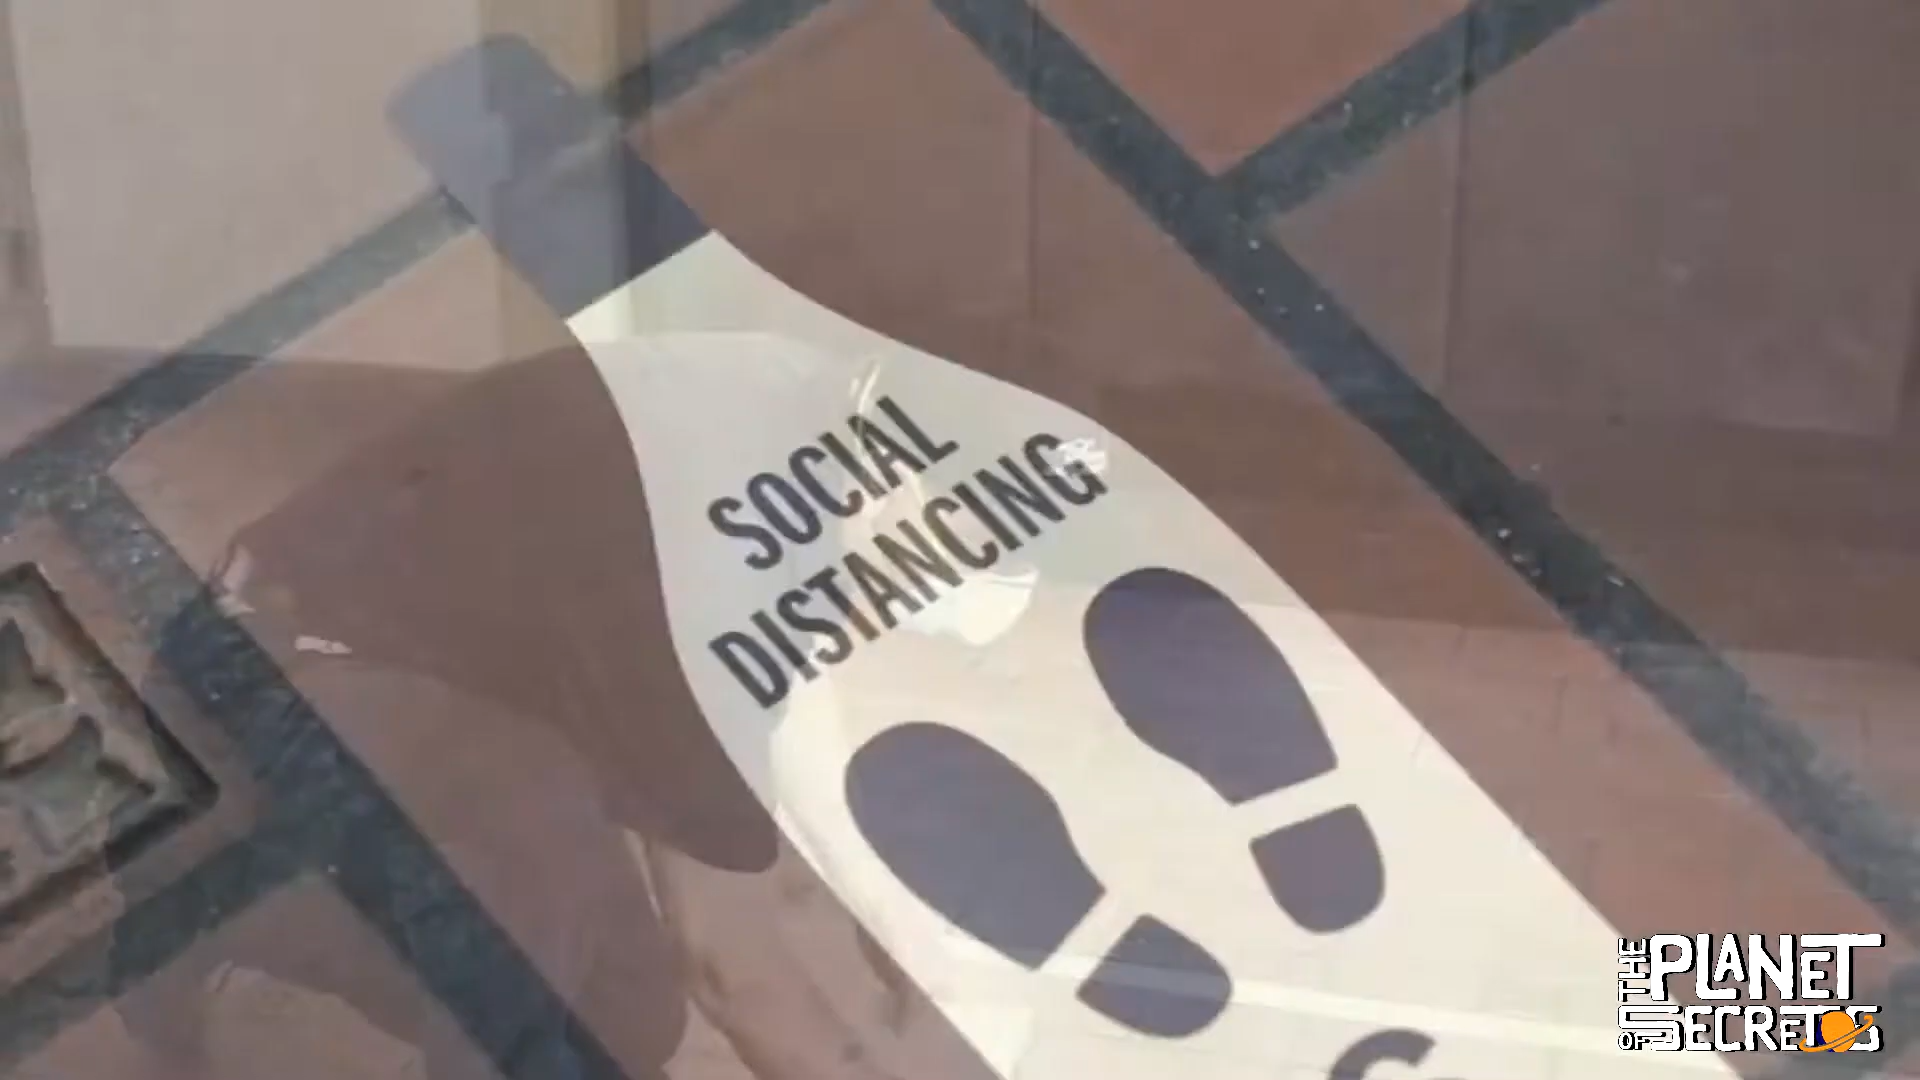 SOCIAL
DISTANCING
THE PLANET
OF SECRETS